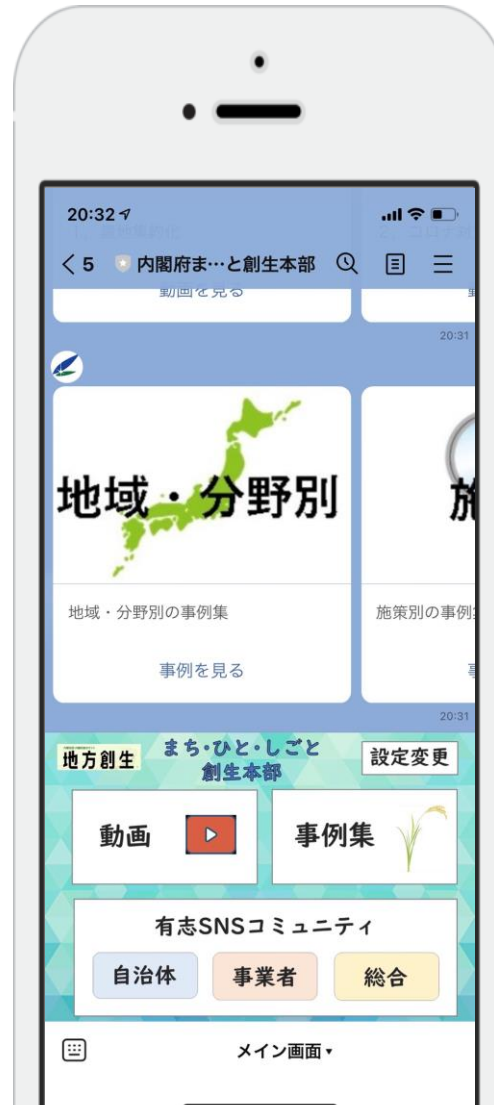 20:32
< 5 内閣府ま…と創生本部
動画を見る
20:31
地域・分野別
施
地域・分野別の事例集
施策別の事例
事例を見る
20:31
地方創生
まち・ひと・しごと
創生本部
設定変更
動画
事例集
有志SNSコミュニティ
自治体
事業者
総合
メイン画面▾